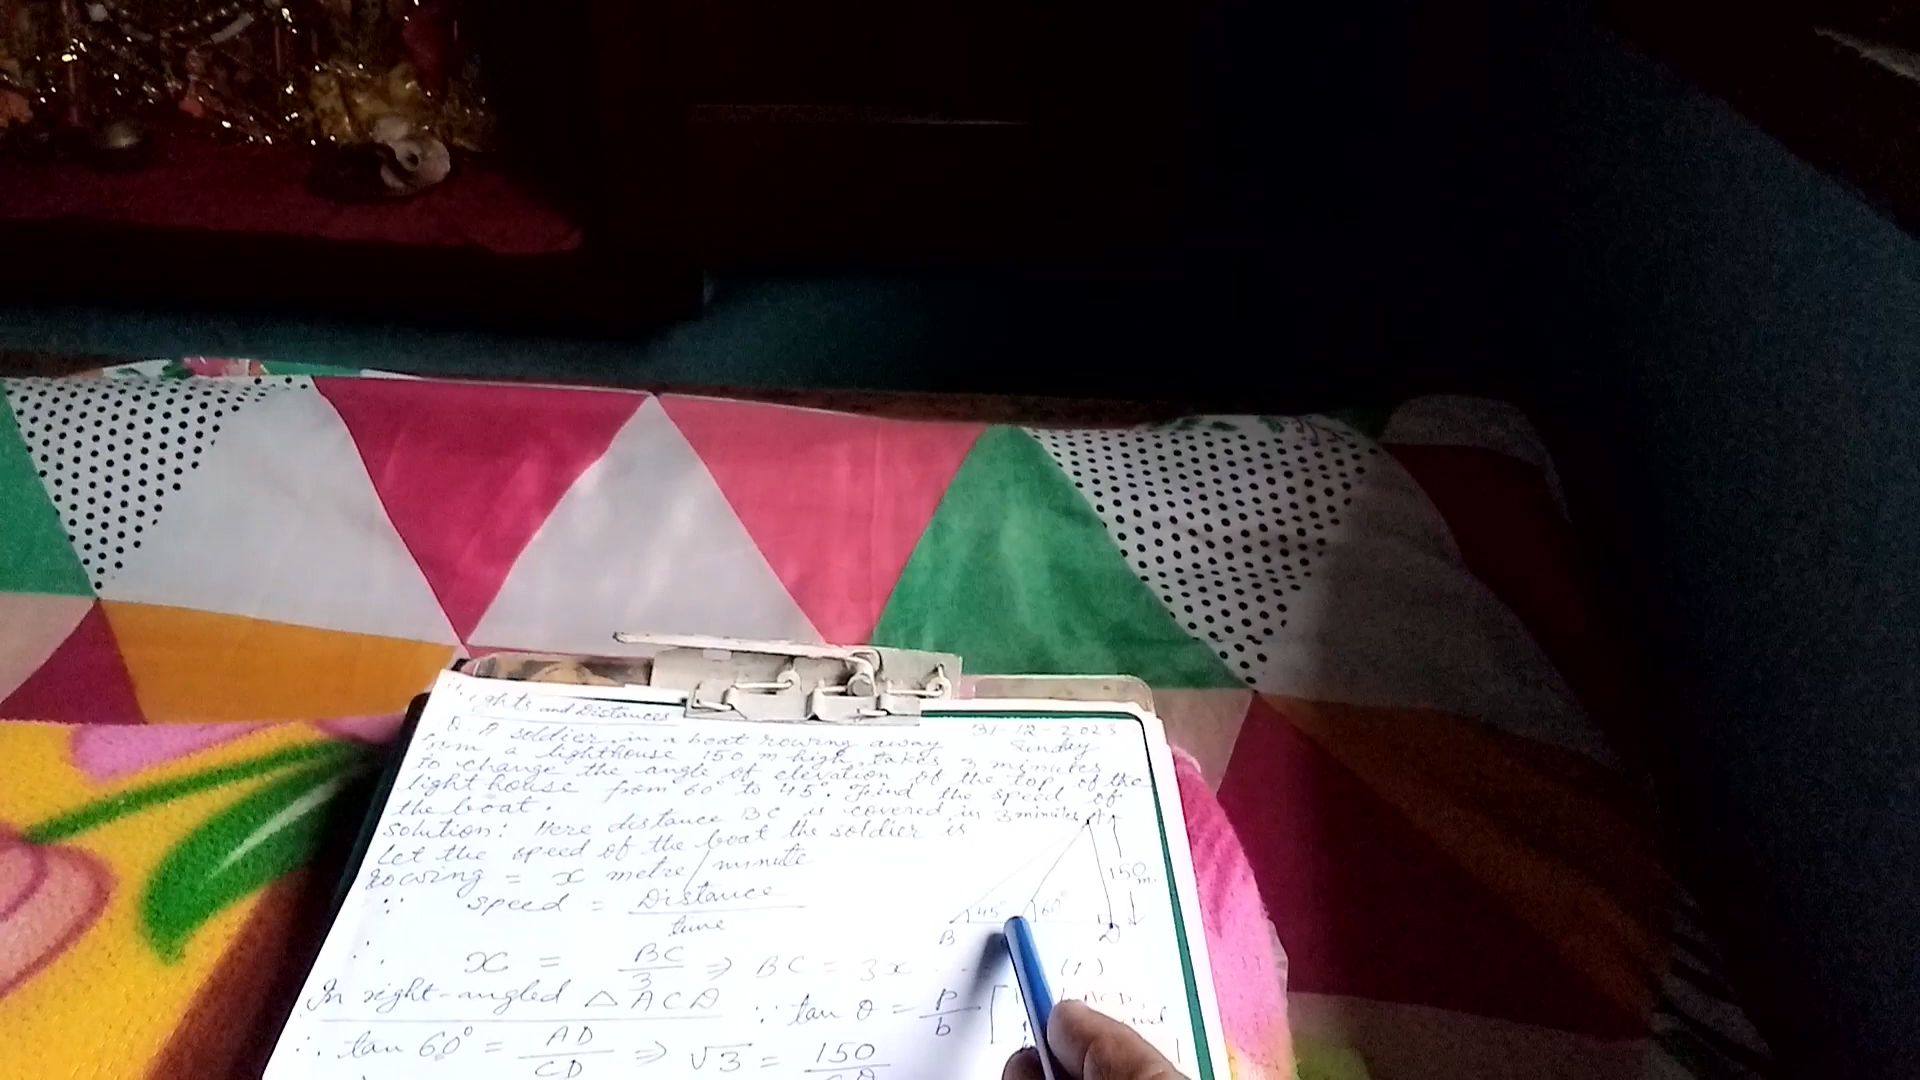 ights and Distances
31-12-2023
Sunday
Q. A soldier in a boat rowing away
from a lighthouse 150 m high, takes 3 minutes
to change the angle of elevation of the top of the
light house from 60° to 45°. Find the speed of
the boat.
Solution: Here distance BC is covered in 3 minutes
Let the speed of the boat the soldier is
rowing = x metre/minute
∵ speed = Distance / time
∴ x = BC / 3 ⇒ BC = 3x (1)
In right-angled △ACD ∵ tan θ = p / b
∴ tan 60° = AD / CD ⇒ √3 = 150 / CD
A
150 m.
45° 60°
B D